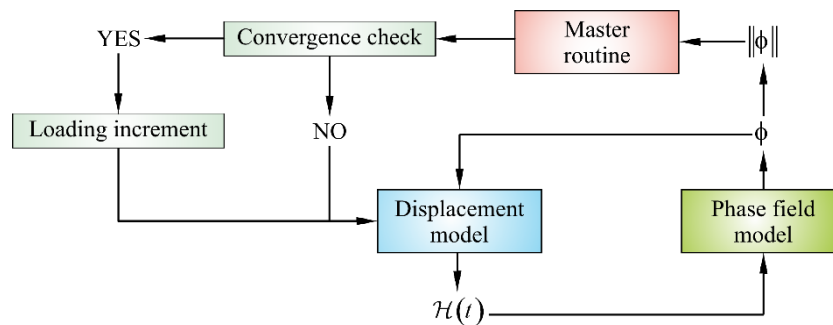 YES
Convergence check
Master
routine
‖ϕ‖
Loading increment
NO
ϕ
Displacement
model
Phase field
model
ℋ(t)